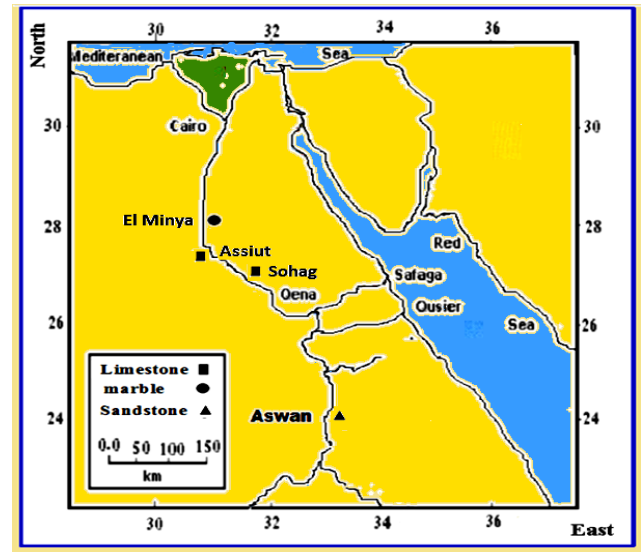 30 32 34 36
North
Mediterranean Sea
30 30
Cairo
28 El Minya 28
Assiut Red
Sohag
Safaga
Qena
Ousier
26 Sea 26
Limestone
marble
Sandstone
Aswan
24 24
0.0 50 100 150
km
30 32 34 36
East